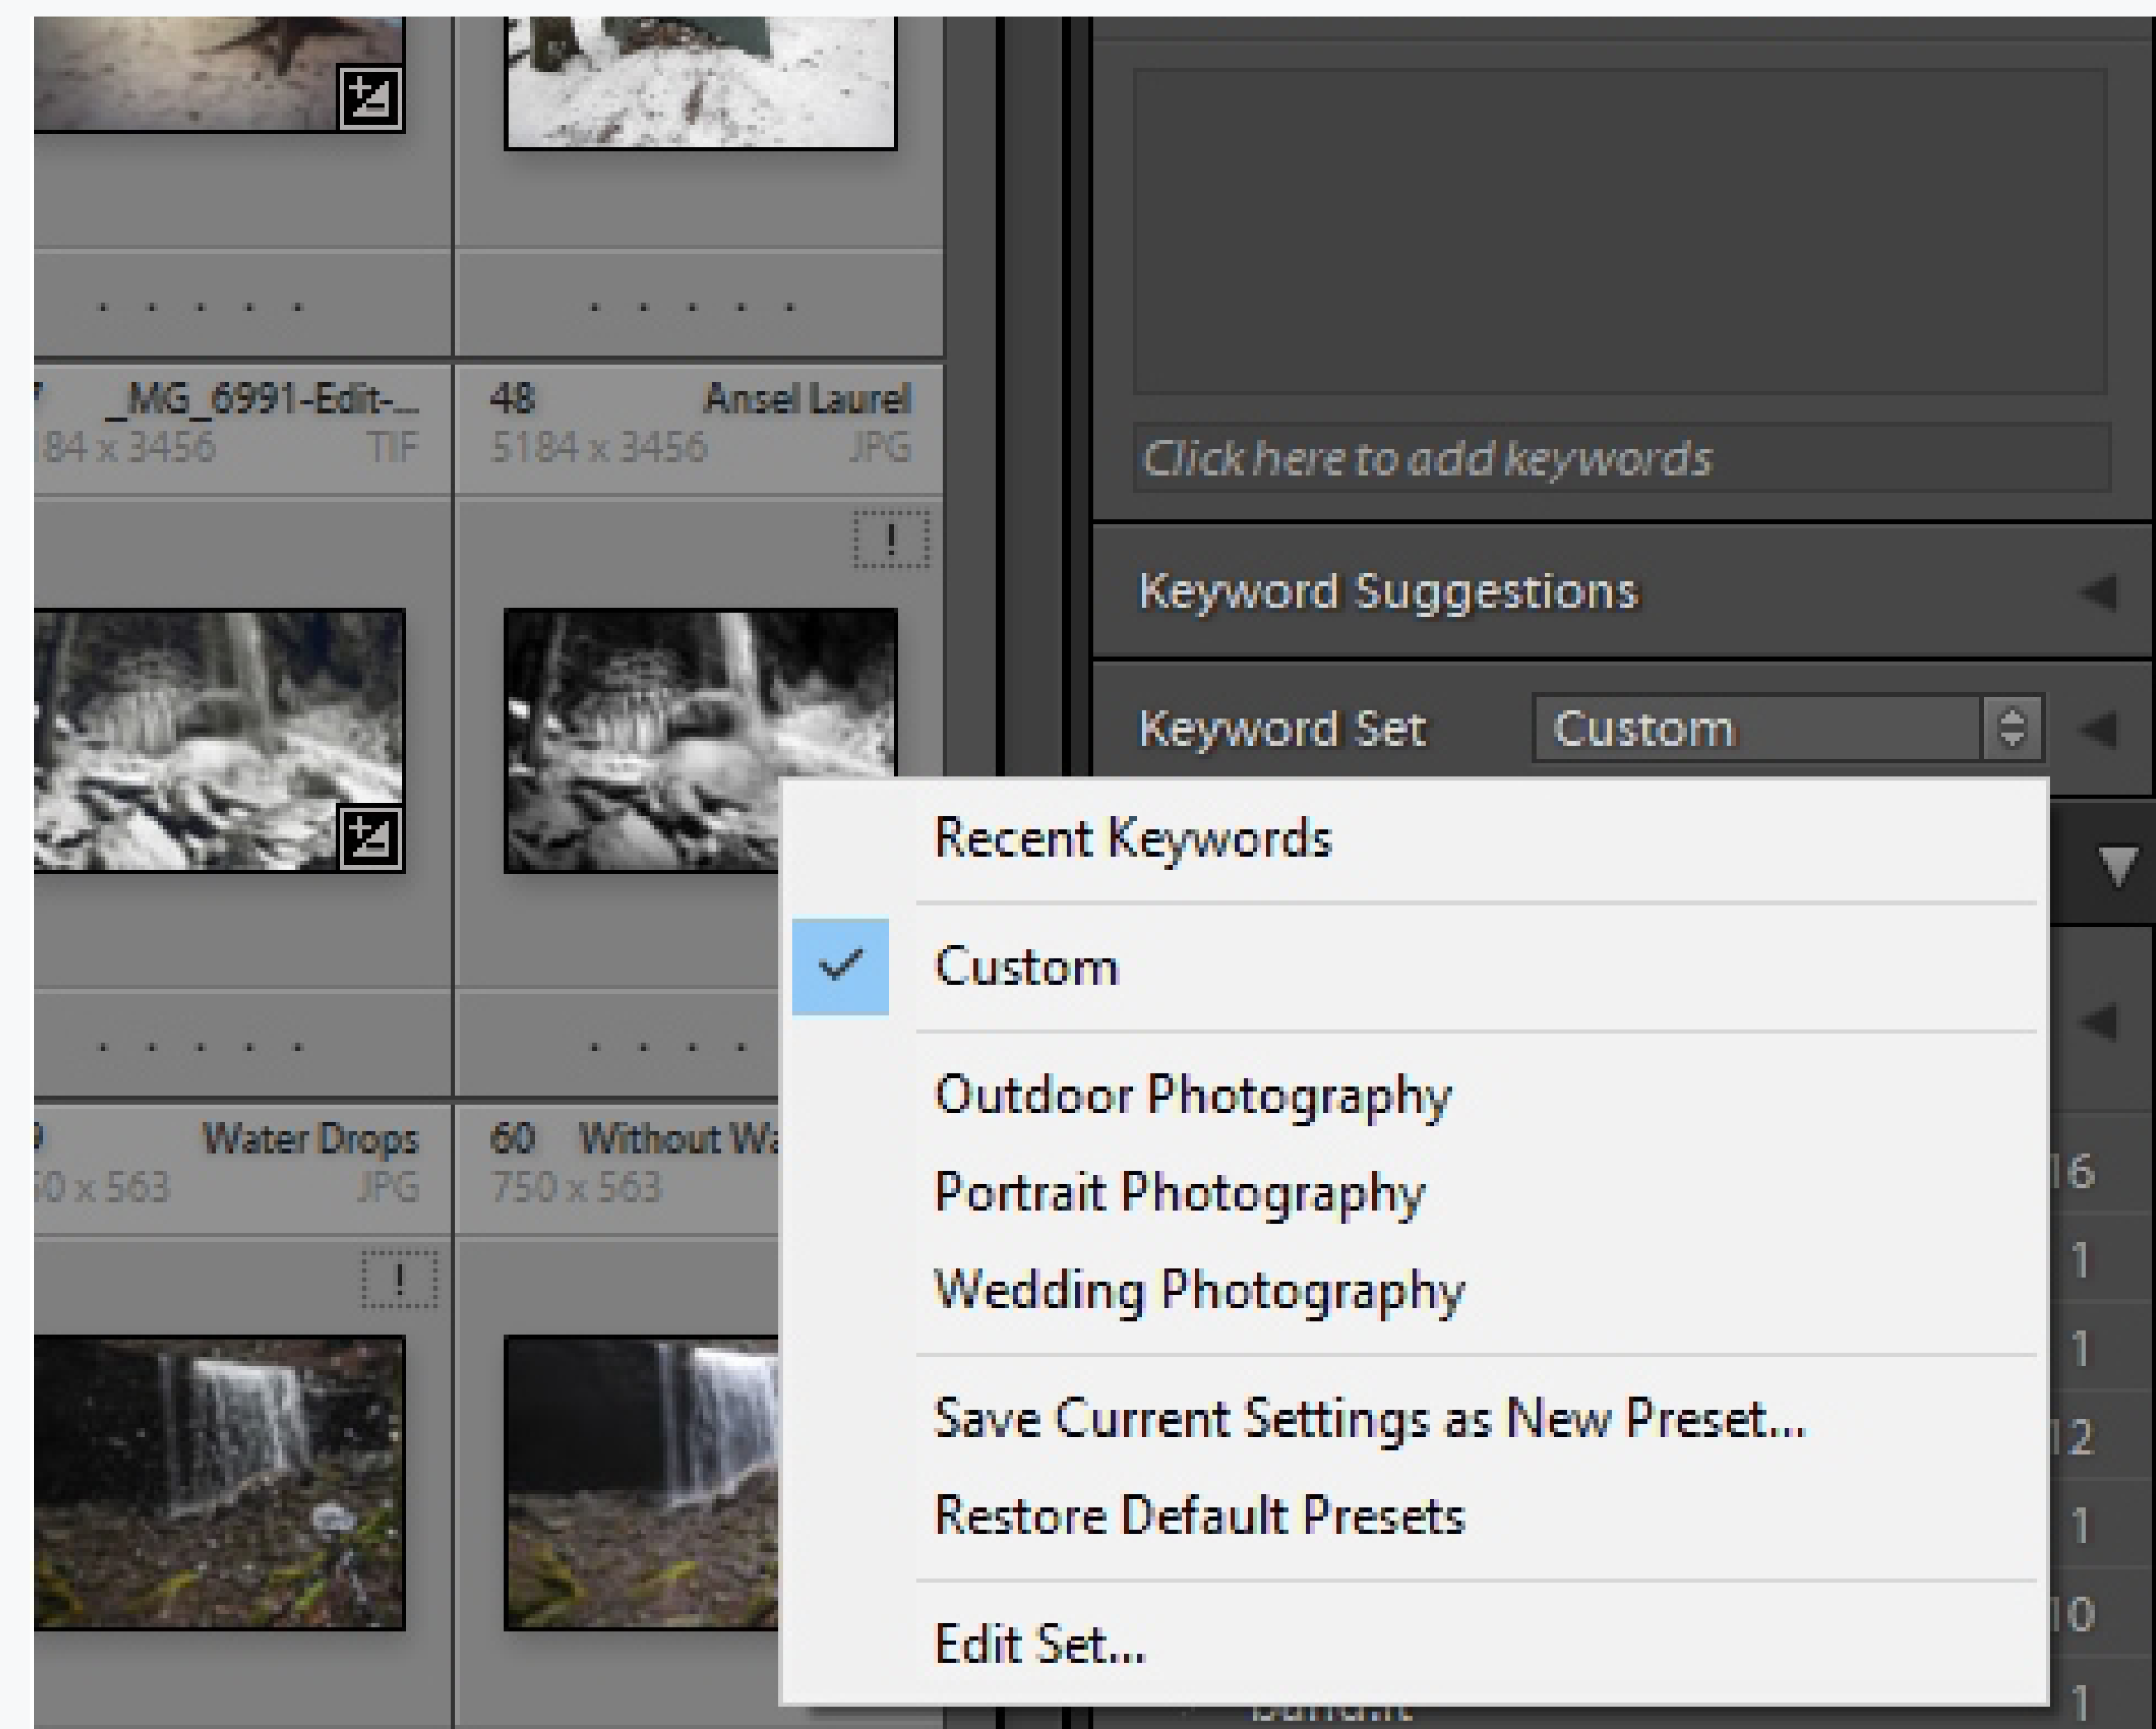 _MG_6991-Edit-...
x 3456 TIF
48 Ansel Laurel
5184 x 3456 JPG
Water Drops
x 563 JPG
60 Without
750 x 563
Click here to add keywords
Keyword Suggestions
Keyword Set Custom
Recent Keywords
Custom
Outdoor Photography
Portrait Photography
Wedding Photography
Save Current Settings as New Preset...
Restore Default Presets
Edit Set...
16
1
1
12
1
10
1